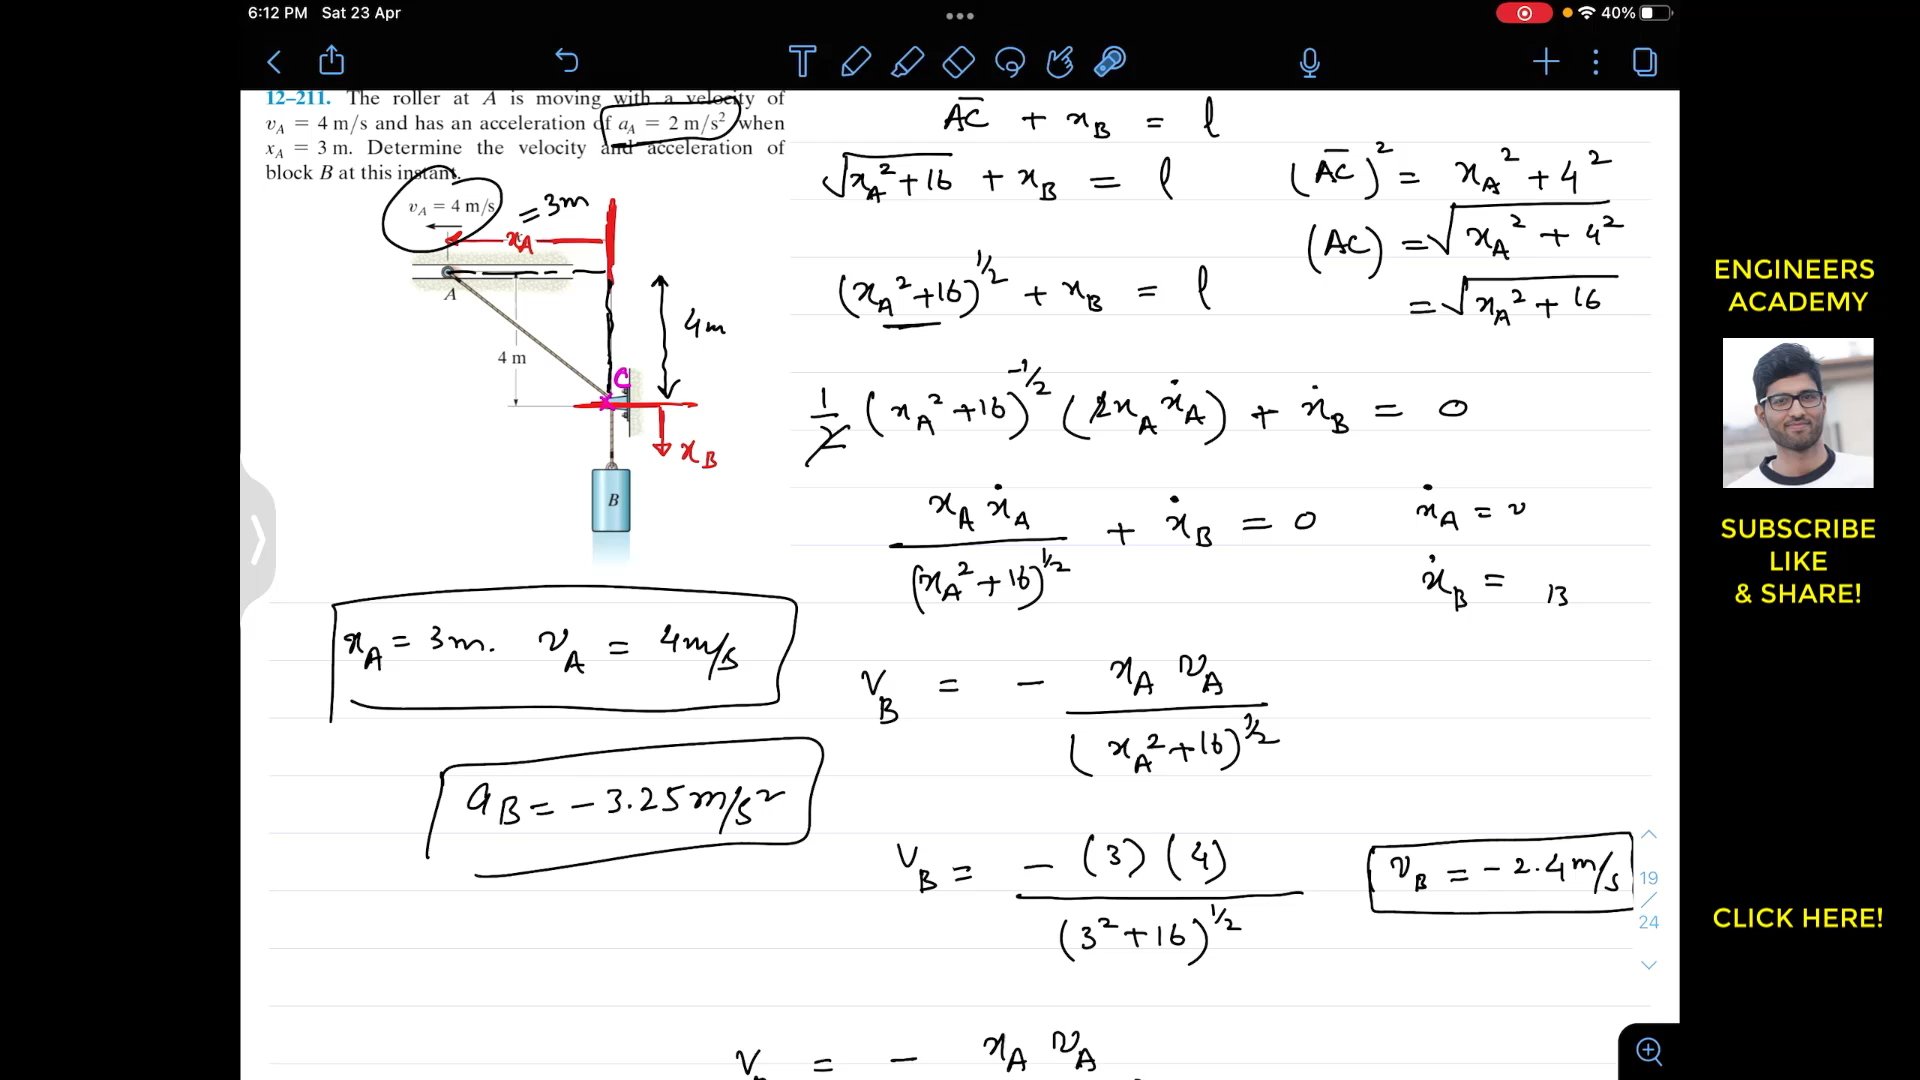 6:12 PM Sat 23 Apr
40%
12–211. The roller at A is moving with a velocity of
vA = 4 m/s and has an acceleration of aA = 2 m/s² when
xA = 3 m. Determine the velocity and acceleration of
block B at this instant.
vA = 4 m/s
= 3m
xA
A
4 m
4m
C
xB
B
xA = 3m. vA = 4m/s
aB = - 3.25 m/s²
AC + xB = l
√xA²+16 + xB = l
(AC)² = xA² + 4²
(AC) = √xA² + 4²
= √xA² + 16
(xA²+16)^1/2 + xB = l
1/2 (xA²+16)^-1/2 (2xA ẋA) + ẋB = 0
xA ẋA / (xA²+16)^1/2 + ẋB = 0
ẋA = v
ẋB = B
VB = - xA vA / (xA²+16)^1/2
VB = - (3)(4) / (3²+16)^1/2
vB = - 2.4 m/s
19
/
24
= - xA vA
ENGINEERS
ACADEMY
SUBSCRIBE
LIKE
& SHARE!
CLICK HERE!